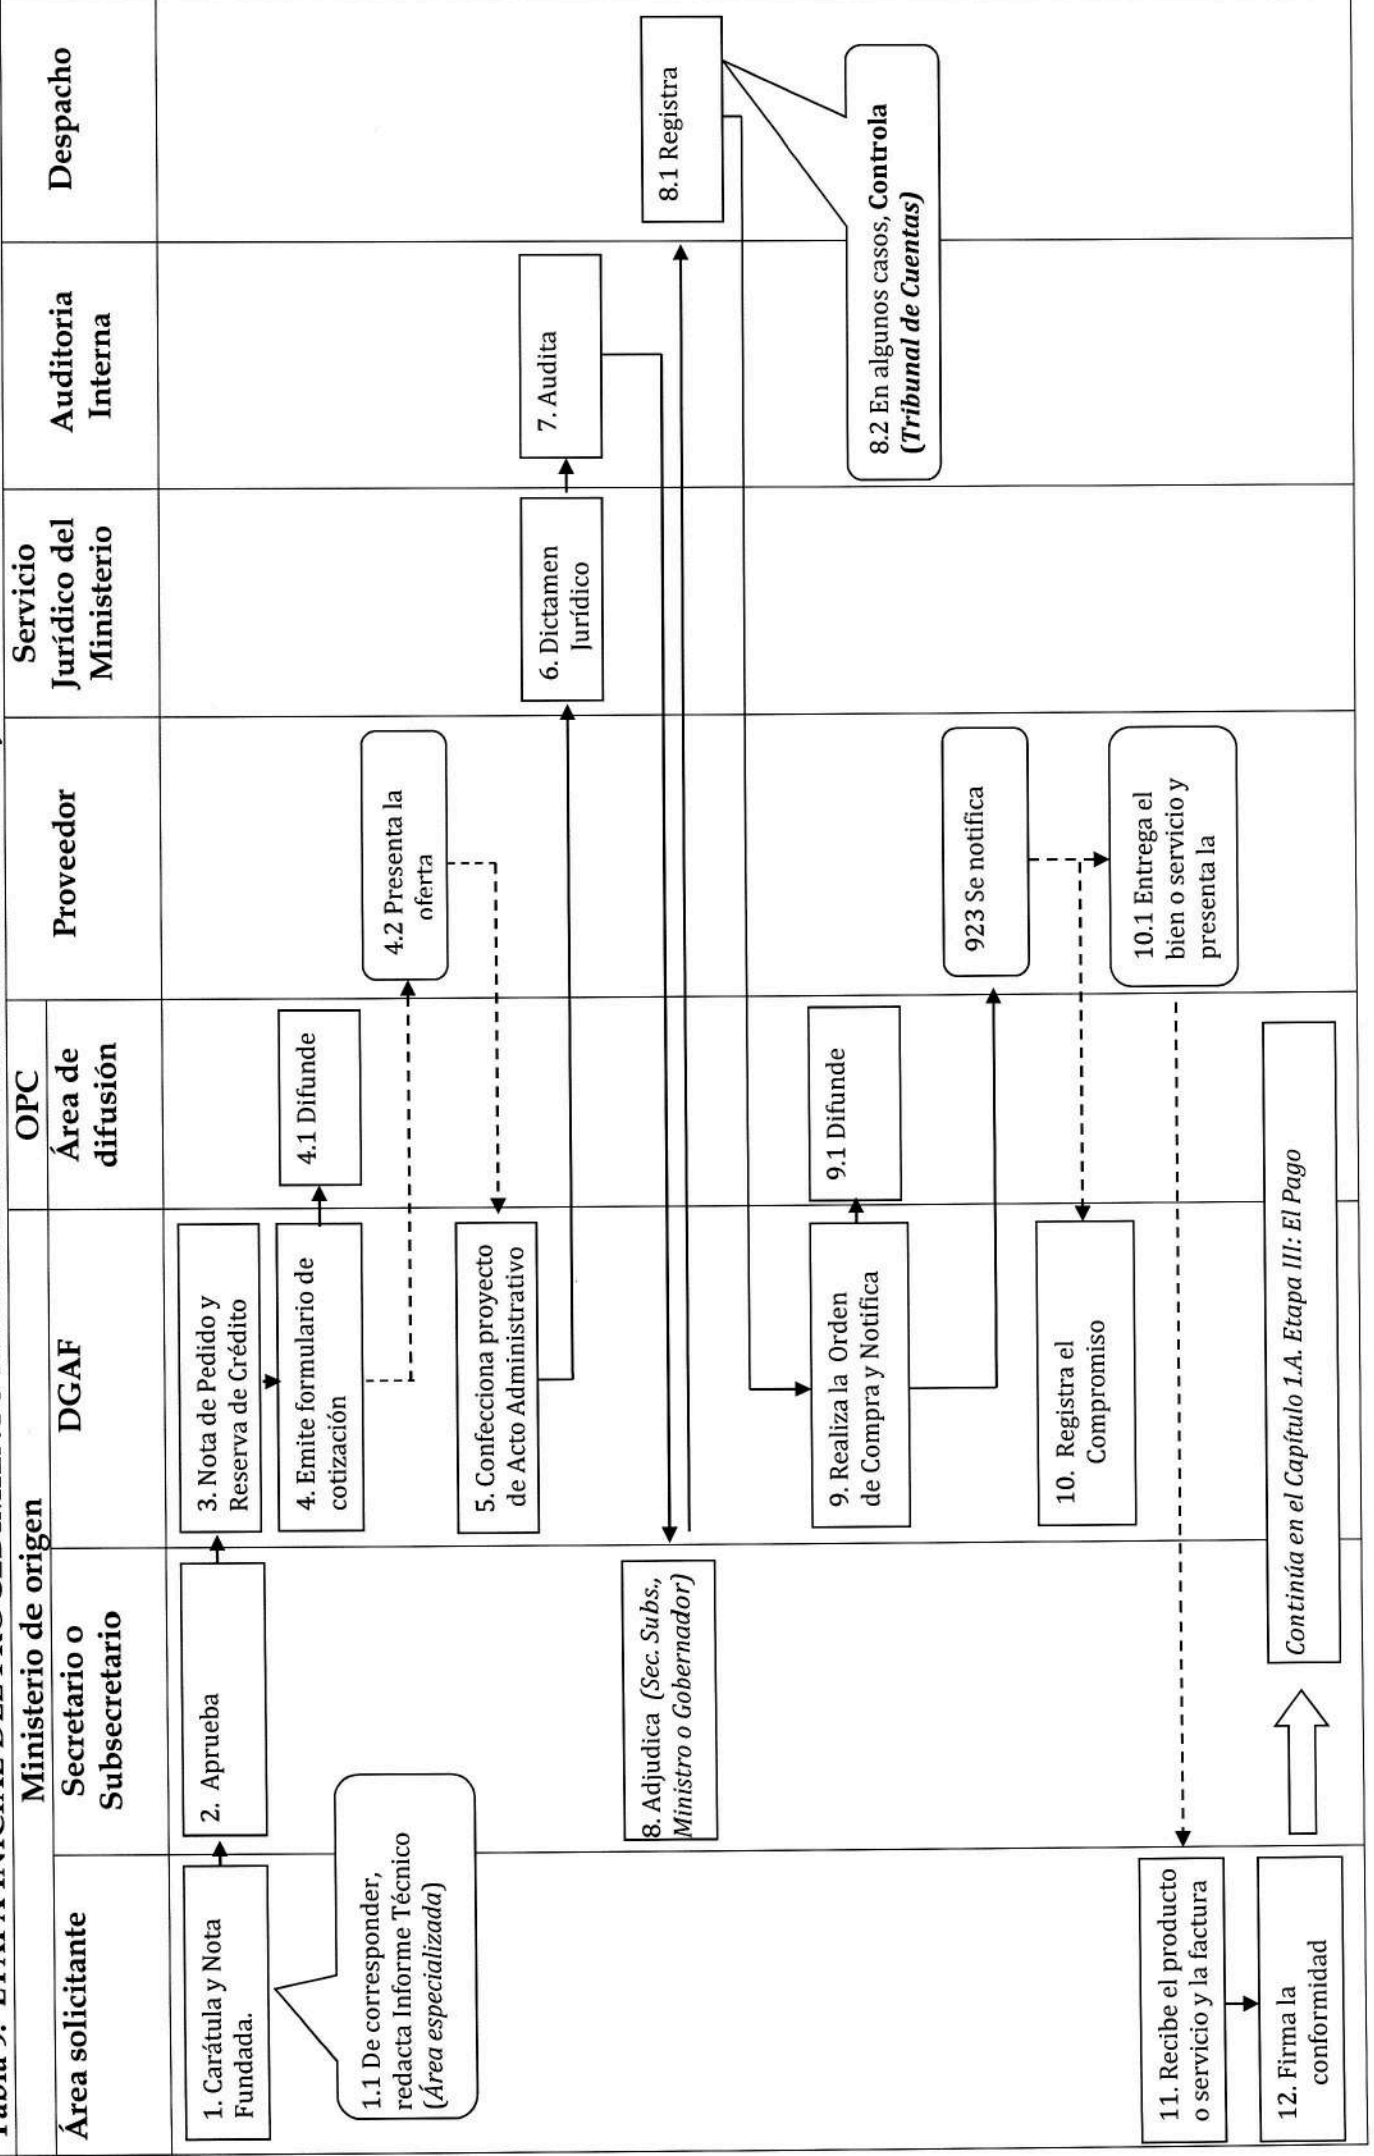 Ministerio de origen
OPC
Servicio
Jurídico del
Ministerio
Auditoria
Interna
Despacho
Área solicitante
Secretario o
Subsecretario
DGAF
Área de
difusión
Proveedor
1. Carátula y Nota
Fundada.
2. Aprueba
3. Nota de Pedido y
Reserva de Crédito
1.1 De corresponder,
redacta Informe Técnico
(Área especializada)
4. Emite formulario de
cotización
4.1 Difunde
4.2 Presenta la
oferta
5. Confecciona proyecto
de Acto Administrativo
6. Dictamen
Jurídico
7. Audita
8. Adjudica (Sec. Subs.,
Ministro o Gobernador)
8.1 Registra
8.2 En algunos casos, Controla
(Tribunal de Cuentas)
9. Realiza la Orden
de Compra y Notifica
9.1 Difunde
923 Se notifica
10. Registra el
Compromiso
10.1 Entrega el
bien o servicio y
presenta la
11. Recibe el producto
o servicio y la factura
12. Firma la
conformidad
Continúa en el Capítulo 1.A. Etapa III: El Pago